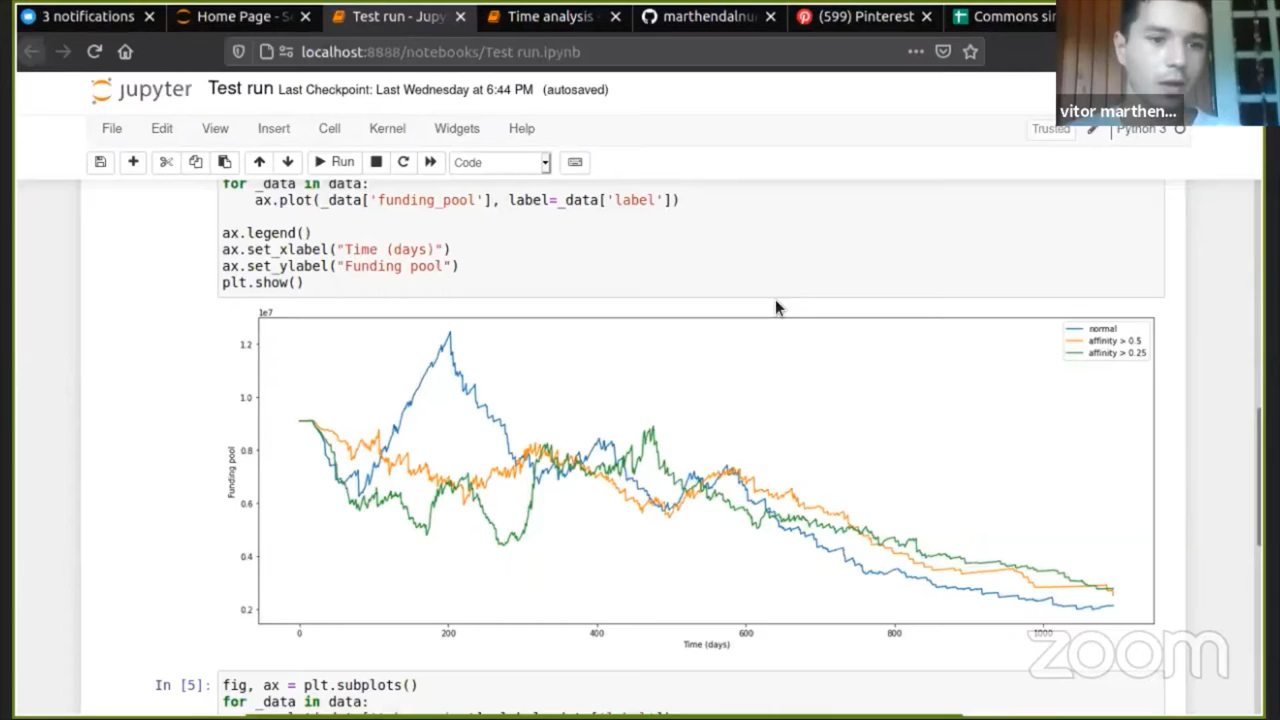 3 notifications
Home Page - S
Test run - Jupy
Time analysis
marthendalnu
(599) Pinterest
Commons sin
localhost:8888/notebooks/Test run.ipynb
vitor marthen...
jupyter Test run Last Checkpoint: Last Wednesday at 6:44 PM (autosaved)
File Edit View Insert Cell Kernel Widgets Help
Trusted
Python 3
Run
Code
for _data in data:
ax.plot(_data['funding_pool'], label=_data['label'])
ax.legend()
ax.set_xlabel("Time (days)")
ax.set_ylabel("Funding pool")
plt.show()
1e7
normal
affinity > 0.5
affinity > 0.25
1.2
1.0
0.8
0.6
0.4
0.2
Funding pool
0 200 400 600 800 1000
Time (days)
zoom
In [5]: fig, ax = plt.subplots()
for _data in data: